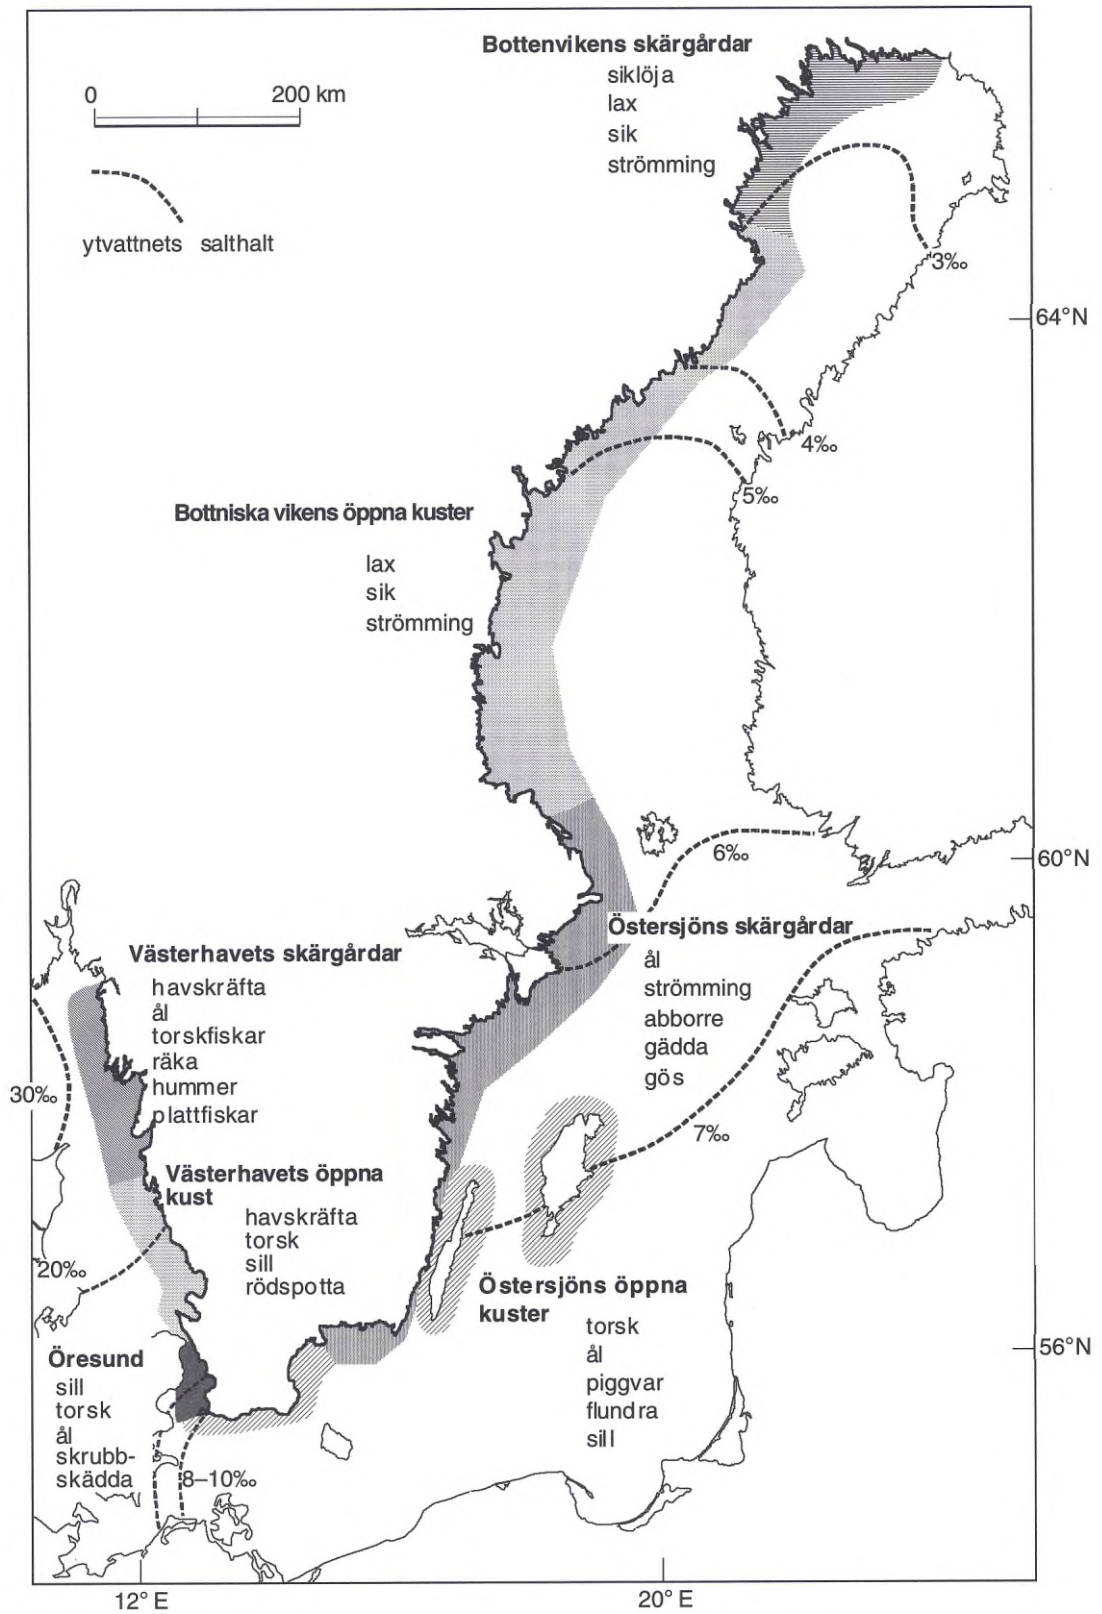 Bottenvikens skärgårdar
siklöja
lax
sik
strömming
0 200 km
ytvattnets salthalt
3‰
64°N
4‰
5‰
Bottniska vikens öppna kuster
lax
sik
strömming
6‰
60°N
Östersjöns skärgårdar
ål
strömming
abborre
gädda
gös
Västerhavets skärgårdar
havskräfta
ål
torskfiskar
räka
hummer
plattfiskar
30‰
7‰
Västerhavets öppna
kust
havskräfta
torsk
sill
rödspotta
20‰
Östersjöns öppna
kuster
torsk
ål
piggvar
flundra
sill
56°N
Öresund
sill
torsk
ål
skrubb-
skädda
8–10‰
12° E
20° E